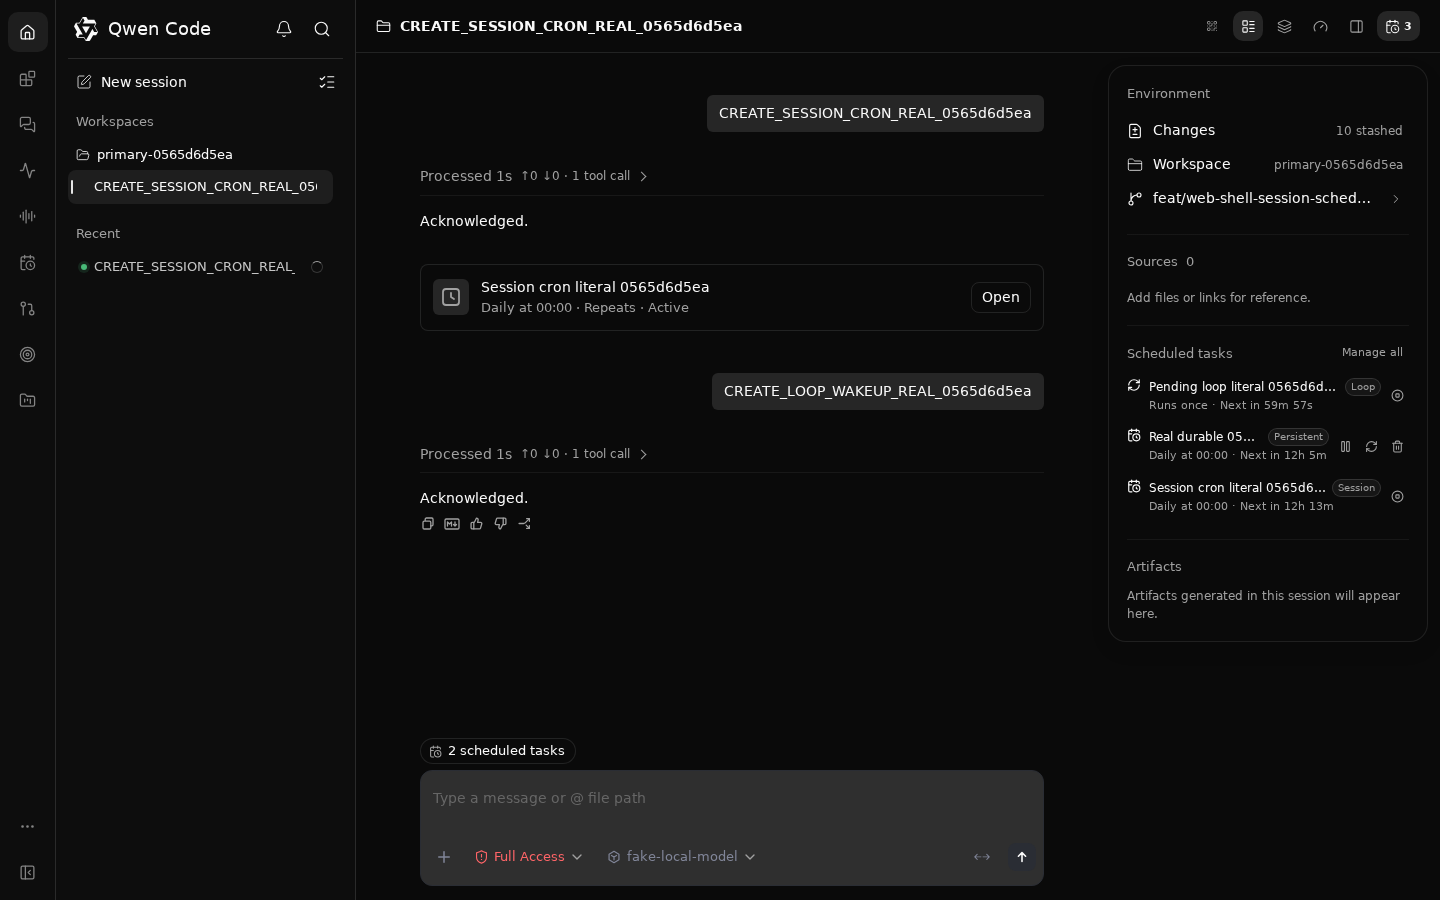 Qwen Code
New session
Workspaces
primary-0565d6d5ea
CREATE_SESSION_CRON_REAL_05
Recent
CREATE_SESSION_CRON_REAL_
CREATE_SESSION_CRON_REAL_0565d6d5ea
3
CREATE_SESSION_CRON_REAL_0565d6d5ea
Processed 1s ↑0 ↓0 · 1 tool call
Acknowledged.
Session cron literal 0565d6d5ea
Daily at 00:00 · Repeats · Active
Open
CREATE_LOOP_WAKEUP_REAL_0565d6d5ea
Processed 1s ↑0 ↓0 · 1 tool call
Acknowledged.
2 scheduled tasks
Type a message or @ file path
Full Access
fake-local-model
Environment
Changes 10 stashed
Workspace primary-0565d6d5ea
feat/web-shell-session-sched...
Sources 0
Add files or links for reference.
Scheduled tasks Manage all
Pending loop literal 0565d6d... Loop
Runs once · Next in 59m 57s
Real durable 05... Persistent
Daily at 00:00 · Next in 12h 5m
Session cron literal 0565d6... Session
Daily at 00:00 · Next in 12h 13m
Artifacts
Artifacts generated in this session will appear
here.